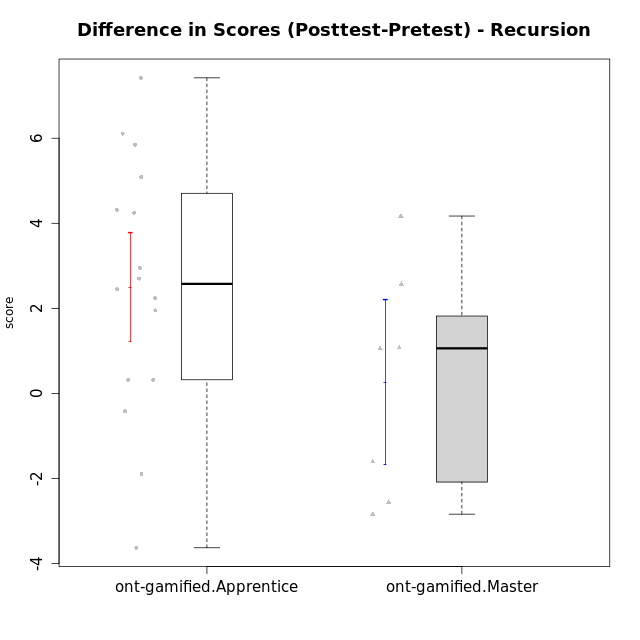 Difference in Scores (Posttest-Pretest) - Recursion
6
4
2
0
-2
-4
score
ont-gamified.Apprentice
ont-gamified.Master